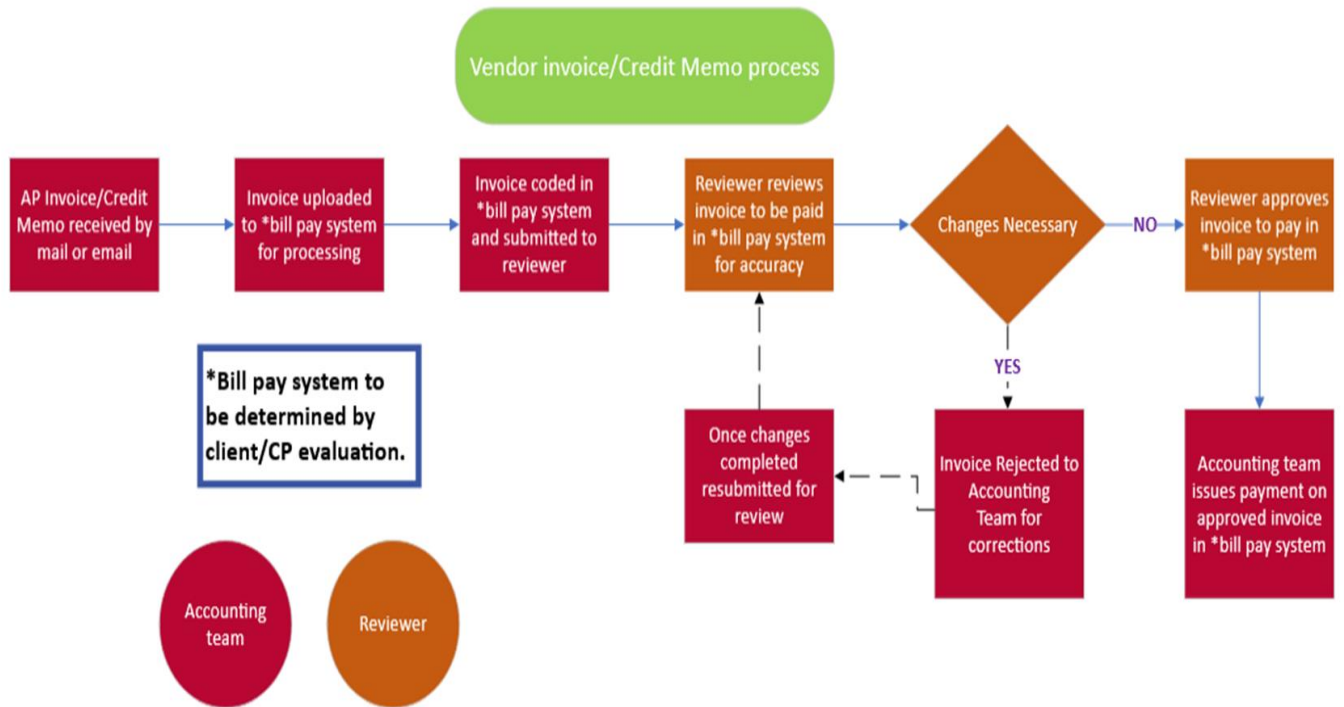 Vendor invoice/Credit Memo process
AP Invoice/Credit
Memo received by
mail or email
Invoice uploaded
to *bill pay system
for processing
Invoice coded in
*bill pay system
and submitted to
reviewer
Reviewer reviews
invoice to be paid
in *bill pay system
for accuracy
Changes Necessary
NO
Reviewer approves
invoice to pay in
*bill pay system
YES
*Bill pay system to
be determined by
client/CP evaluation.
Once changes
completed
resubmitted for
review
Invoice Rejected to
Accounting
Team for
corrections
Accounting team
issues payment on
approved invoice
in *bill pay system
Accounting
team
Reviewer